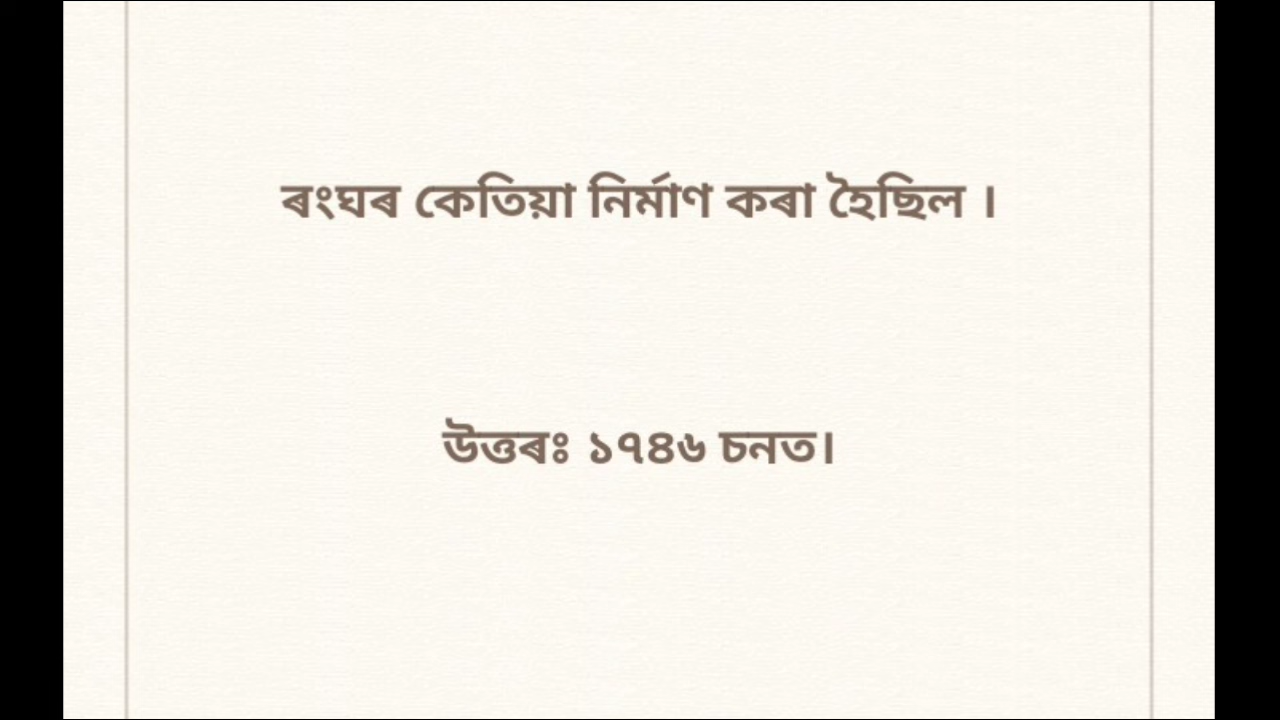 ৰংঘৰ কেতিয়া নিৰ্মাণ কৰা হৈছিল ।
উত্তৰঃ ১৭৪৬ চনত।